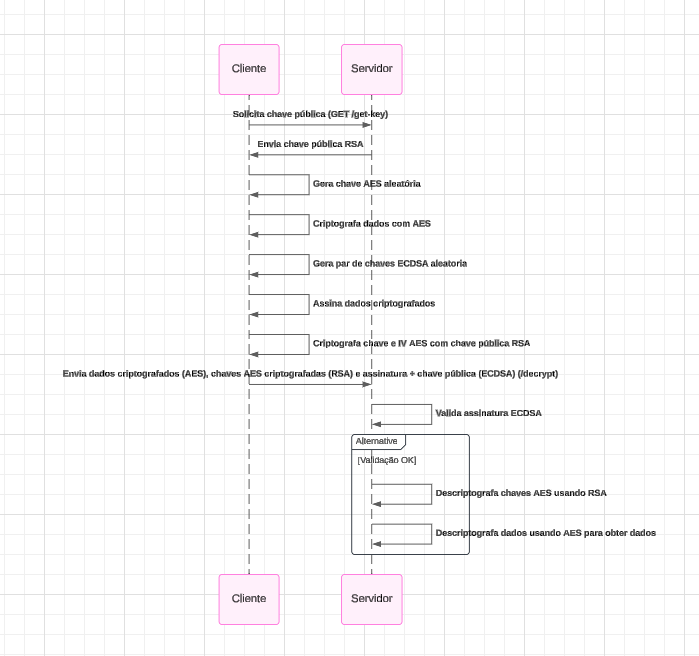 Cliente
Servidor
Solicita chave pública (GET /get-key)
Envia chave pública RSA
Gera chave AES aleatória
Criptografa dados com AES
Gera par de chaves ECDSA aleatoria
Assina dados criptografados
Criptografa chave e IV AES com chave pública RSA
Envia dados criptografados (AES), chaves AES criptografadas (RSA) e assinatura + chave pública (ECDSA) (/decrypt)
Valida assinatura ECDSA
Alternative
[Validação OK]
Descriptografa chaves AES usando RSA
Descriptografa dados usando AES para obter dados
Cliente
Servidor